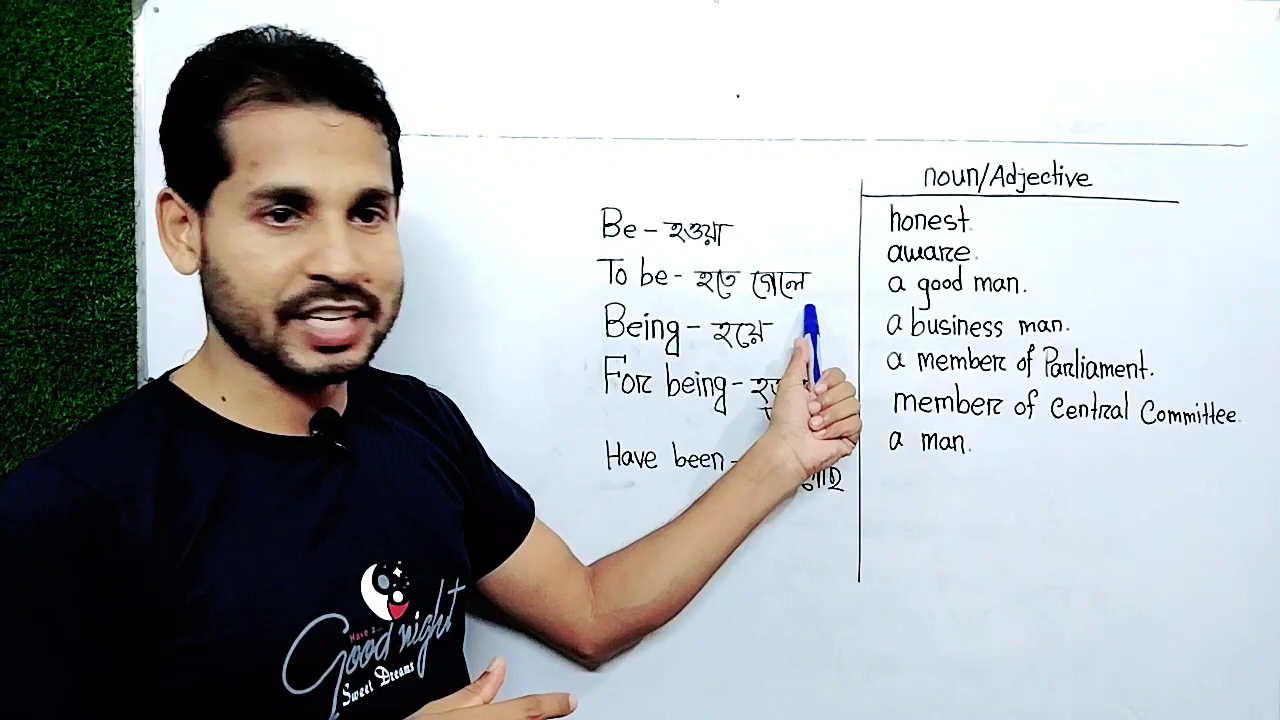 noun/Adjective
Be - হওয়া
To be - হতে গেলে
Being - হয়ে
For being -
Have been -
honest.
aware.
a good man.
a business man.
a member of Parliament.
member of Central Committee.
a man.
Have a...
Good night
Sweet Dreams